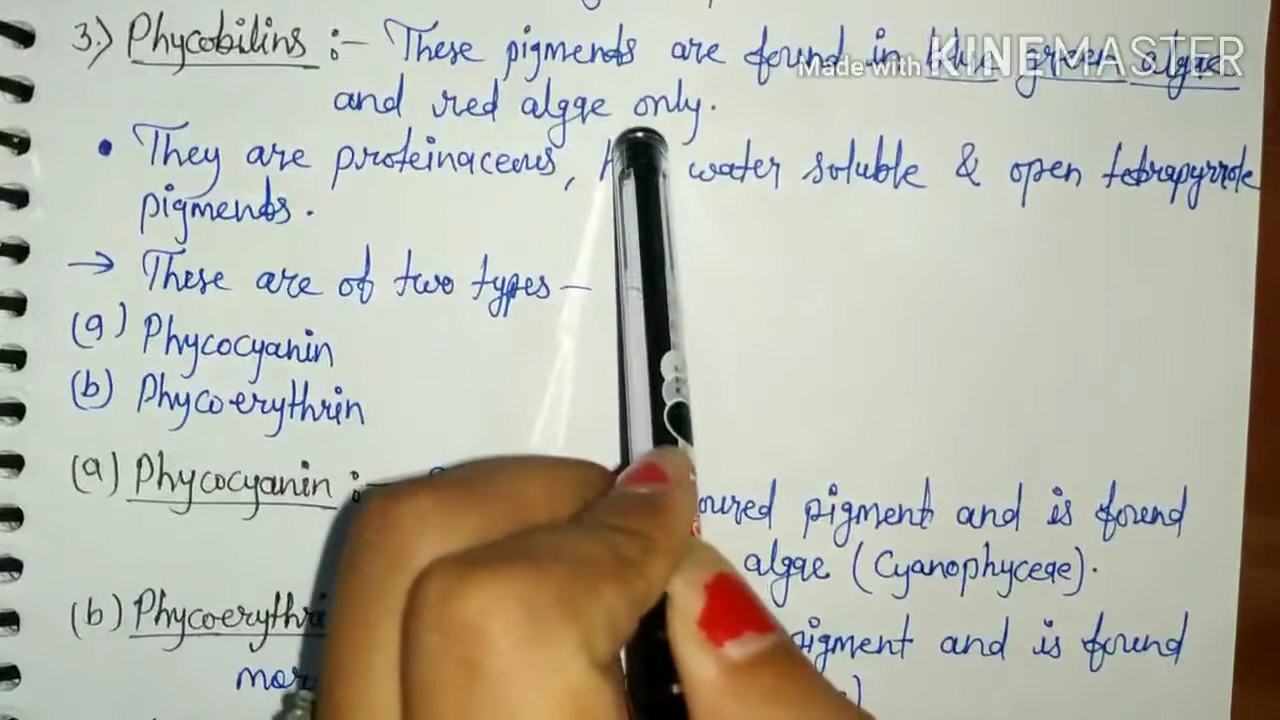 3.) Phycobilins :- These pigments are found in blue green algae
Made with KINEMASTER
and red algae only.
• They are proteinaceous, water soluble & open tetrapyrrole
pigments.
→ These are of two types —
(a) Phycocyanin
(b) Phycoerythrin
(a) Phycocyanin :- oured pigment and is found
algae (Cyanophyceae).
(b) Phycoerythri pigment and is found
mor